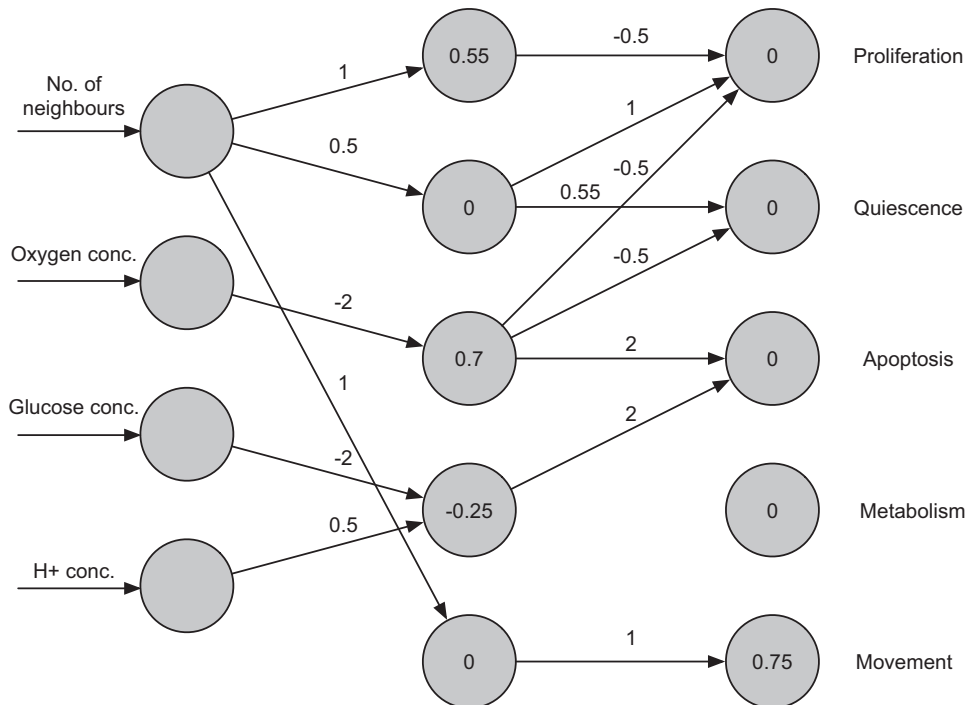 -0.5
0.55
0
Proliferation
1
No. of
neighbours
1
0.5
-0.5
0.55
0
0
Quiescence
Oxygen conc.
-0.5
-2
2
0.7
0
Apoptosis
1
Glucose conc.
2
-2
-0.25
0
Metabolism
0.5
H+ conc.
1
0
0.75
Movement